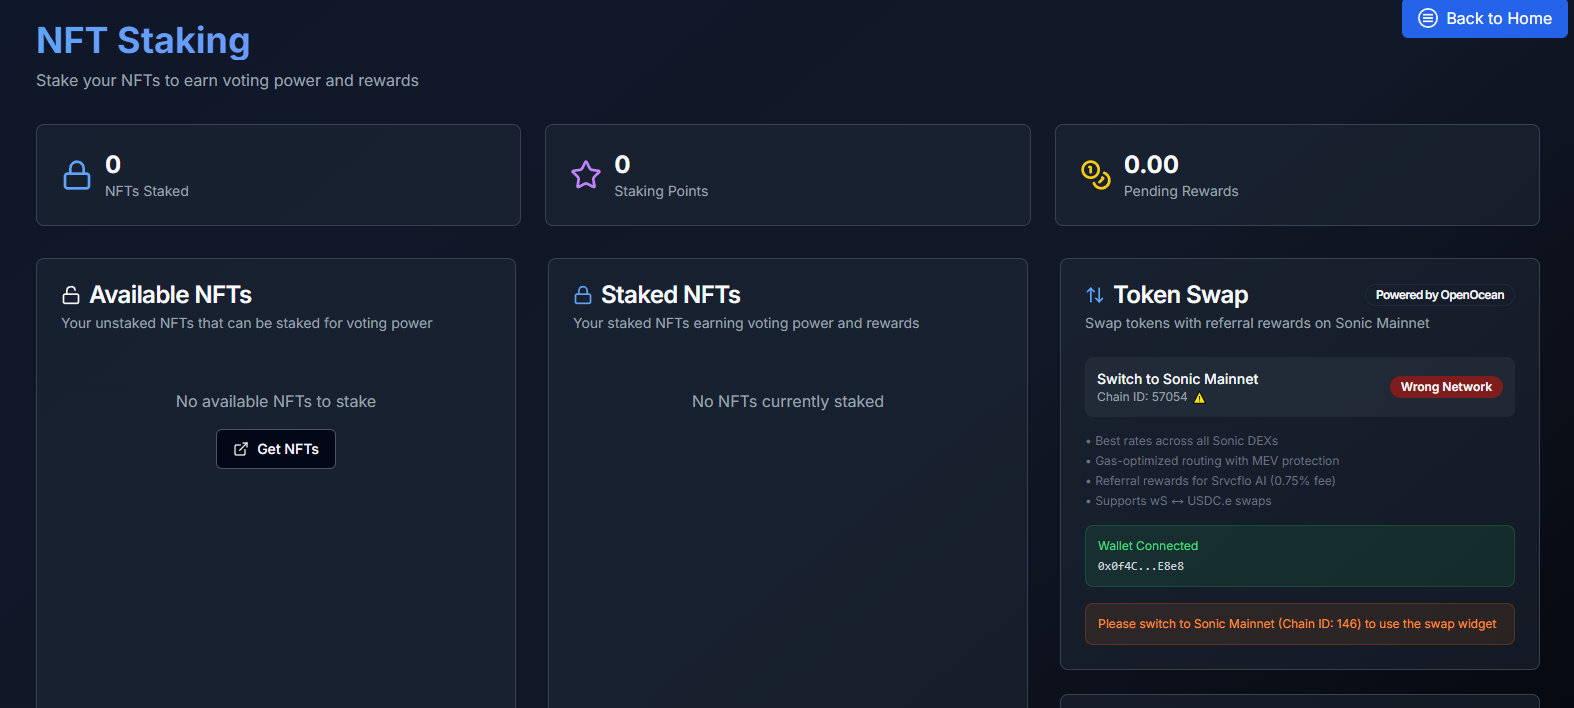 Back to Home
NFT Staking
Stake your NFTs to earn voting power and rewards
0
NFTs Staked
0
Staking Points
0.00
Pending Rewards
Available NFTs
Your unstaked NFTs that can be staked for voting power
No available NFTs to stake
Get NFTs
Staked NFTs
Your staked NFTs earning voting power and rewards
No NFTs currently staked
Token Swap
Powered by OpenOcean
Swap tokens with referral rewards on Sonic Mainnet
Switch to Sonic Mainnet
Chain ID: 57054 ⚠️
Wrong Network
• Best rates across all Sonic DEXs
• Gas-optimized routing with MEV protection
• Referral rewards for Srvcflo AI (0.75% fee)
• Supports wS ↔ USDC.e swaps
Wallet Connected
0x0f4C...E8e8
Please switch to Sonic Mainnet (Chain ID: 146) to use the swap widget